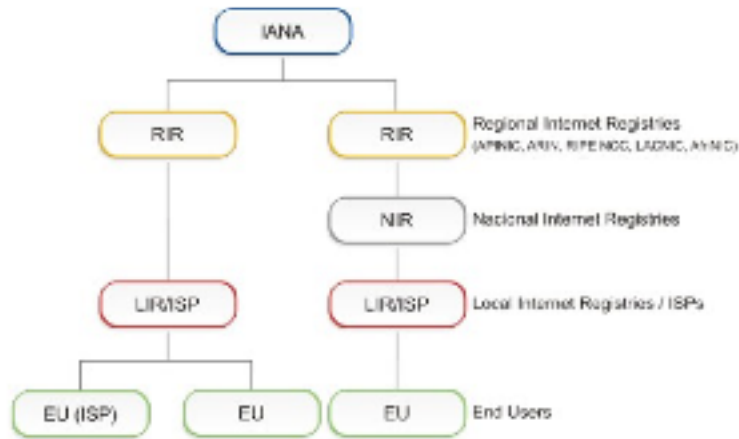 IANA
RIR
RIR
Regional Internet Registries
(APNIC, ARIN, RIPE NCC, LACNIC, AfriNIC)
NIR
Nacional Internet Registries
LIR/ISP
LIR/ISP
Local Internet Registries / ISPs
EU (ISP)
EU
EU
End Users